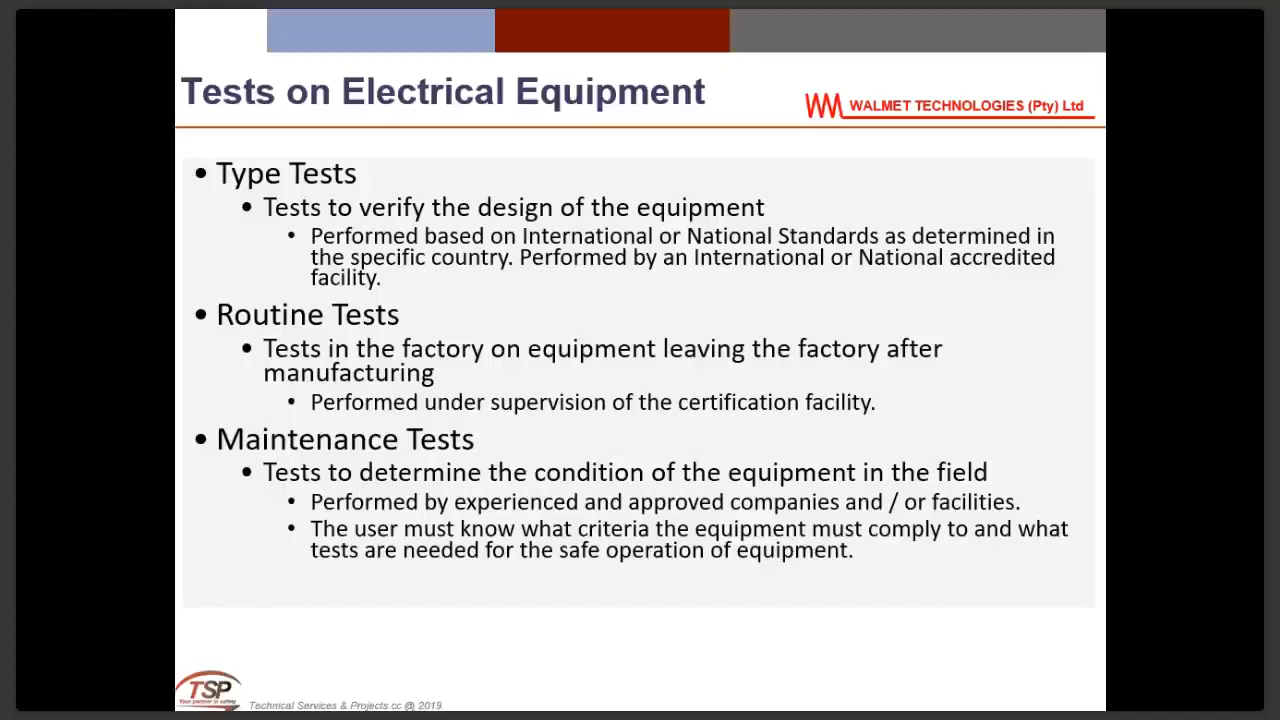 Tests on Electrical Equipment
WALMET TECHNOLOGIES (Pty) Ltd
• Type Tests
• Tests to verify the design of the equipment
• Performed based on International or National Standards as determined in
the specific country. Performed by an International or National accredited
facility.
• Routine Tests
• Tests in the factory on equipment leaving the factory after
manufacturing
• Performed under supervision of the certification facility.
• Maintenance Tests
• Tests to determine the condition of the equipment in the field
• Performed by experienced and approved companies and / or facilities.
• The user must know what criteria the equipment must comply to and what
tests are needed for the safe operation of equipment.
TSP
Your partner in safety
Technical Services & Projects cc @ 2019